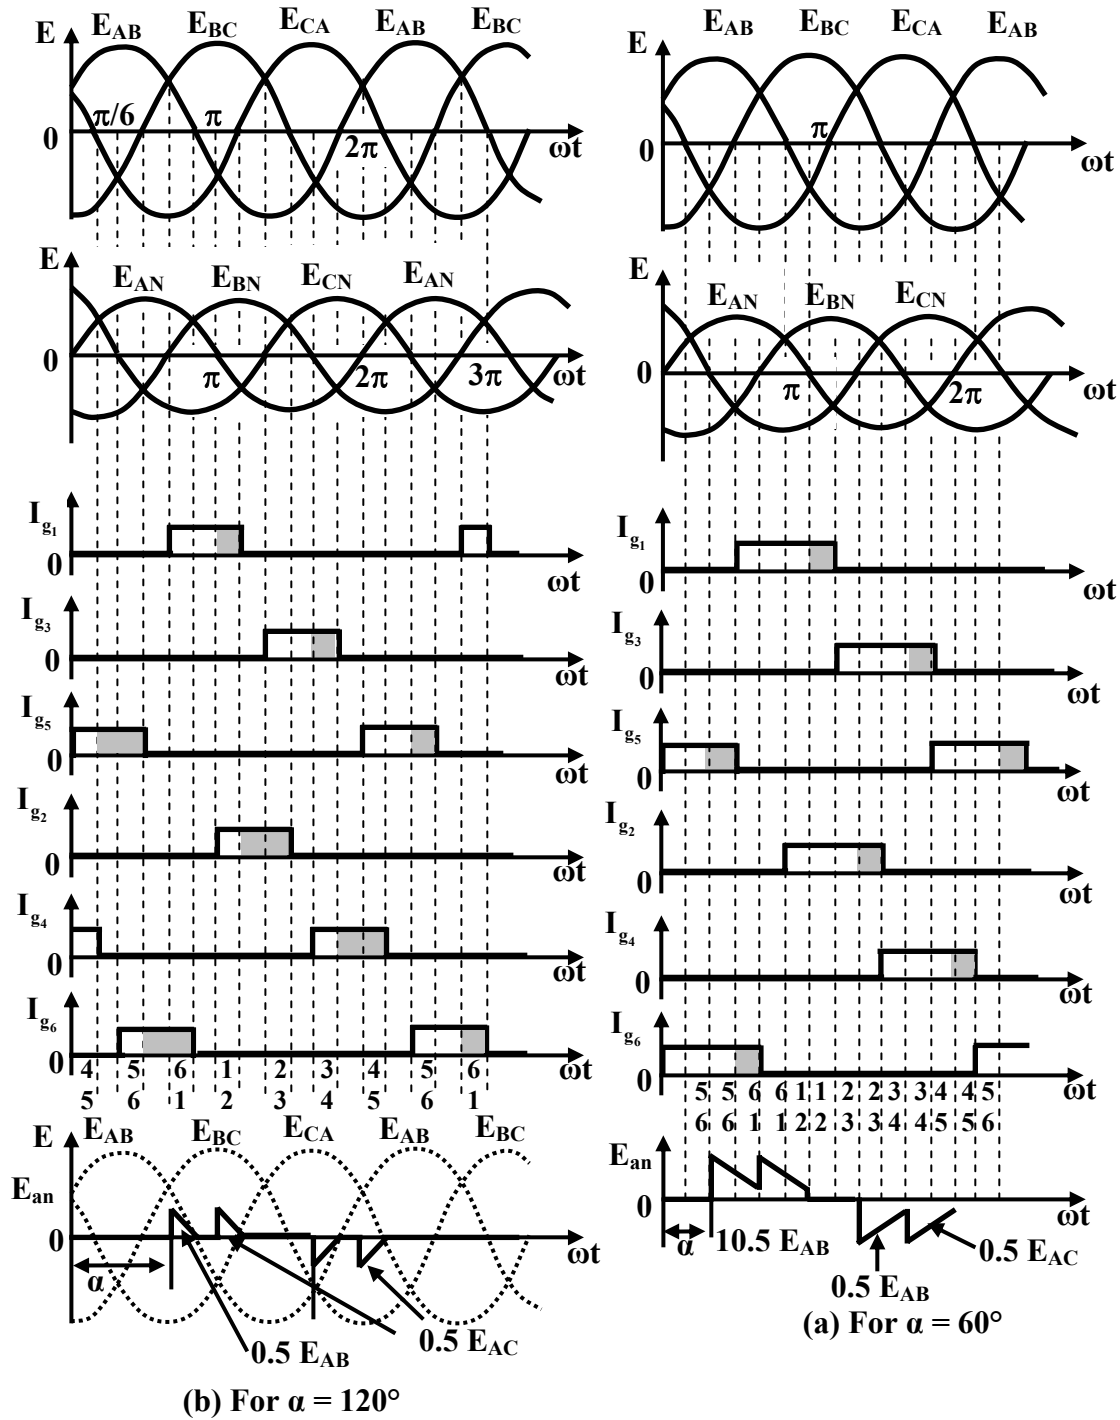 E_AB E_BC E_CA E_AB E_BC
E
π/6 π
0 2π ωt
E
E_AN E_BN E_CN E_AN
0 π 2π 3π ωt
I_g1
0 ωt
I_g3
0 ωt
I_g5
0 ωt
I_g2
0 ωt
I_g4
0 ωt
I_g6
0 ωt
4 5 6 1 2 3 4 5 6
5 6 1 2 3 4 5 6 1
E E_AB E_BC E_CA E_AB E_BC
E_an
0 ωt
α
0.5 E_AB 0.5 E_AC
(b) For α = 120°
E_AB E_BC E_CA E_AB
E
π
0 ωt
E
E_AN E_BN E_CN
0 π 2π ωt
I_g1
0 ωt
I_g3
0 ωt
I_g5
0 ωt
I_g2
0 ωt
I_g4
0 ωt
I_g6
0 ωt
5 5 6 6 1 1 2 2 3 3 4 4 5
6 6 1 1 2 2 3 3 4 4 5 5 6
E_an
0 ωt
α 10.5 E_AB 0.5 E_AC
0.5 E_AB
(a) For α = 60°